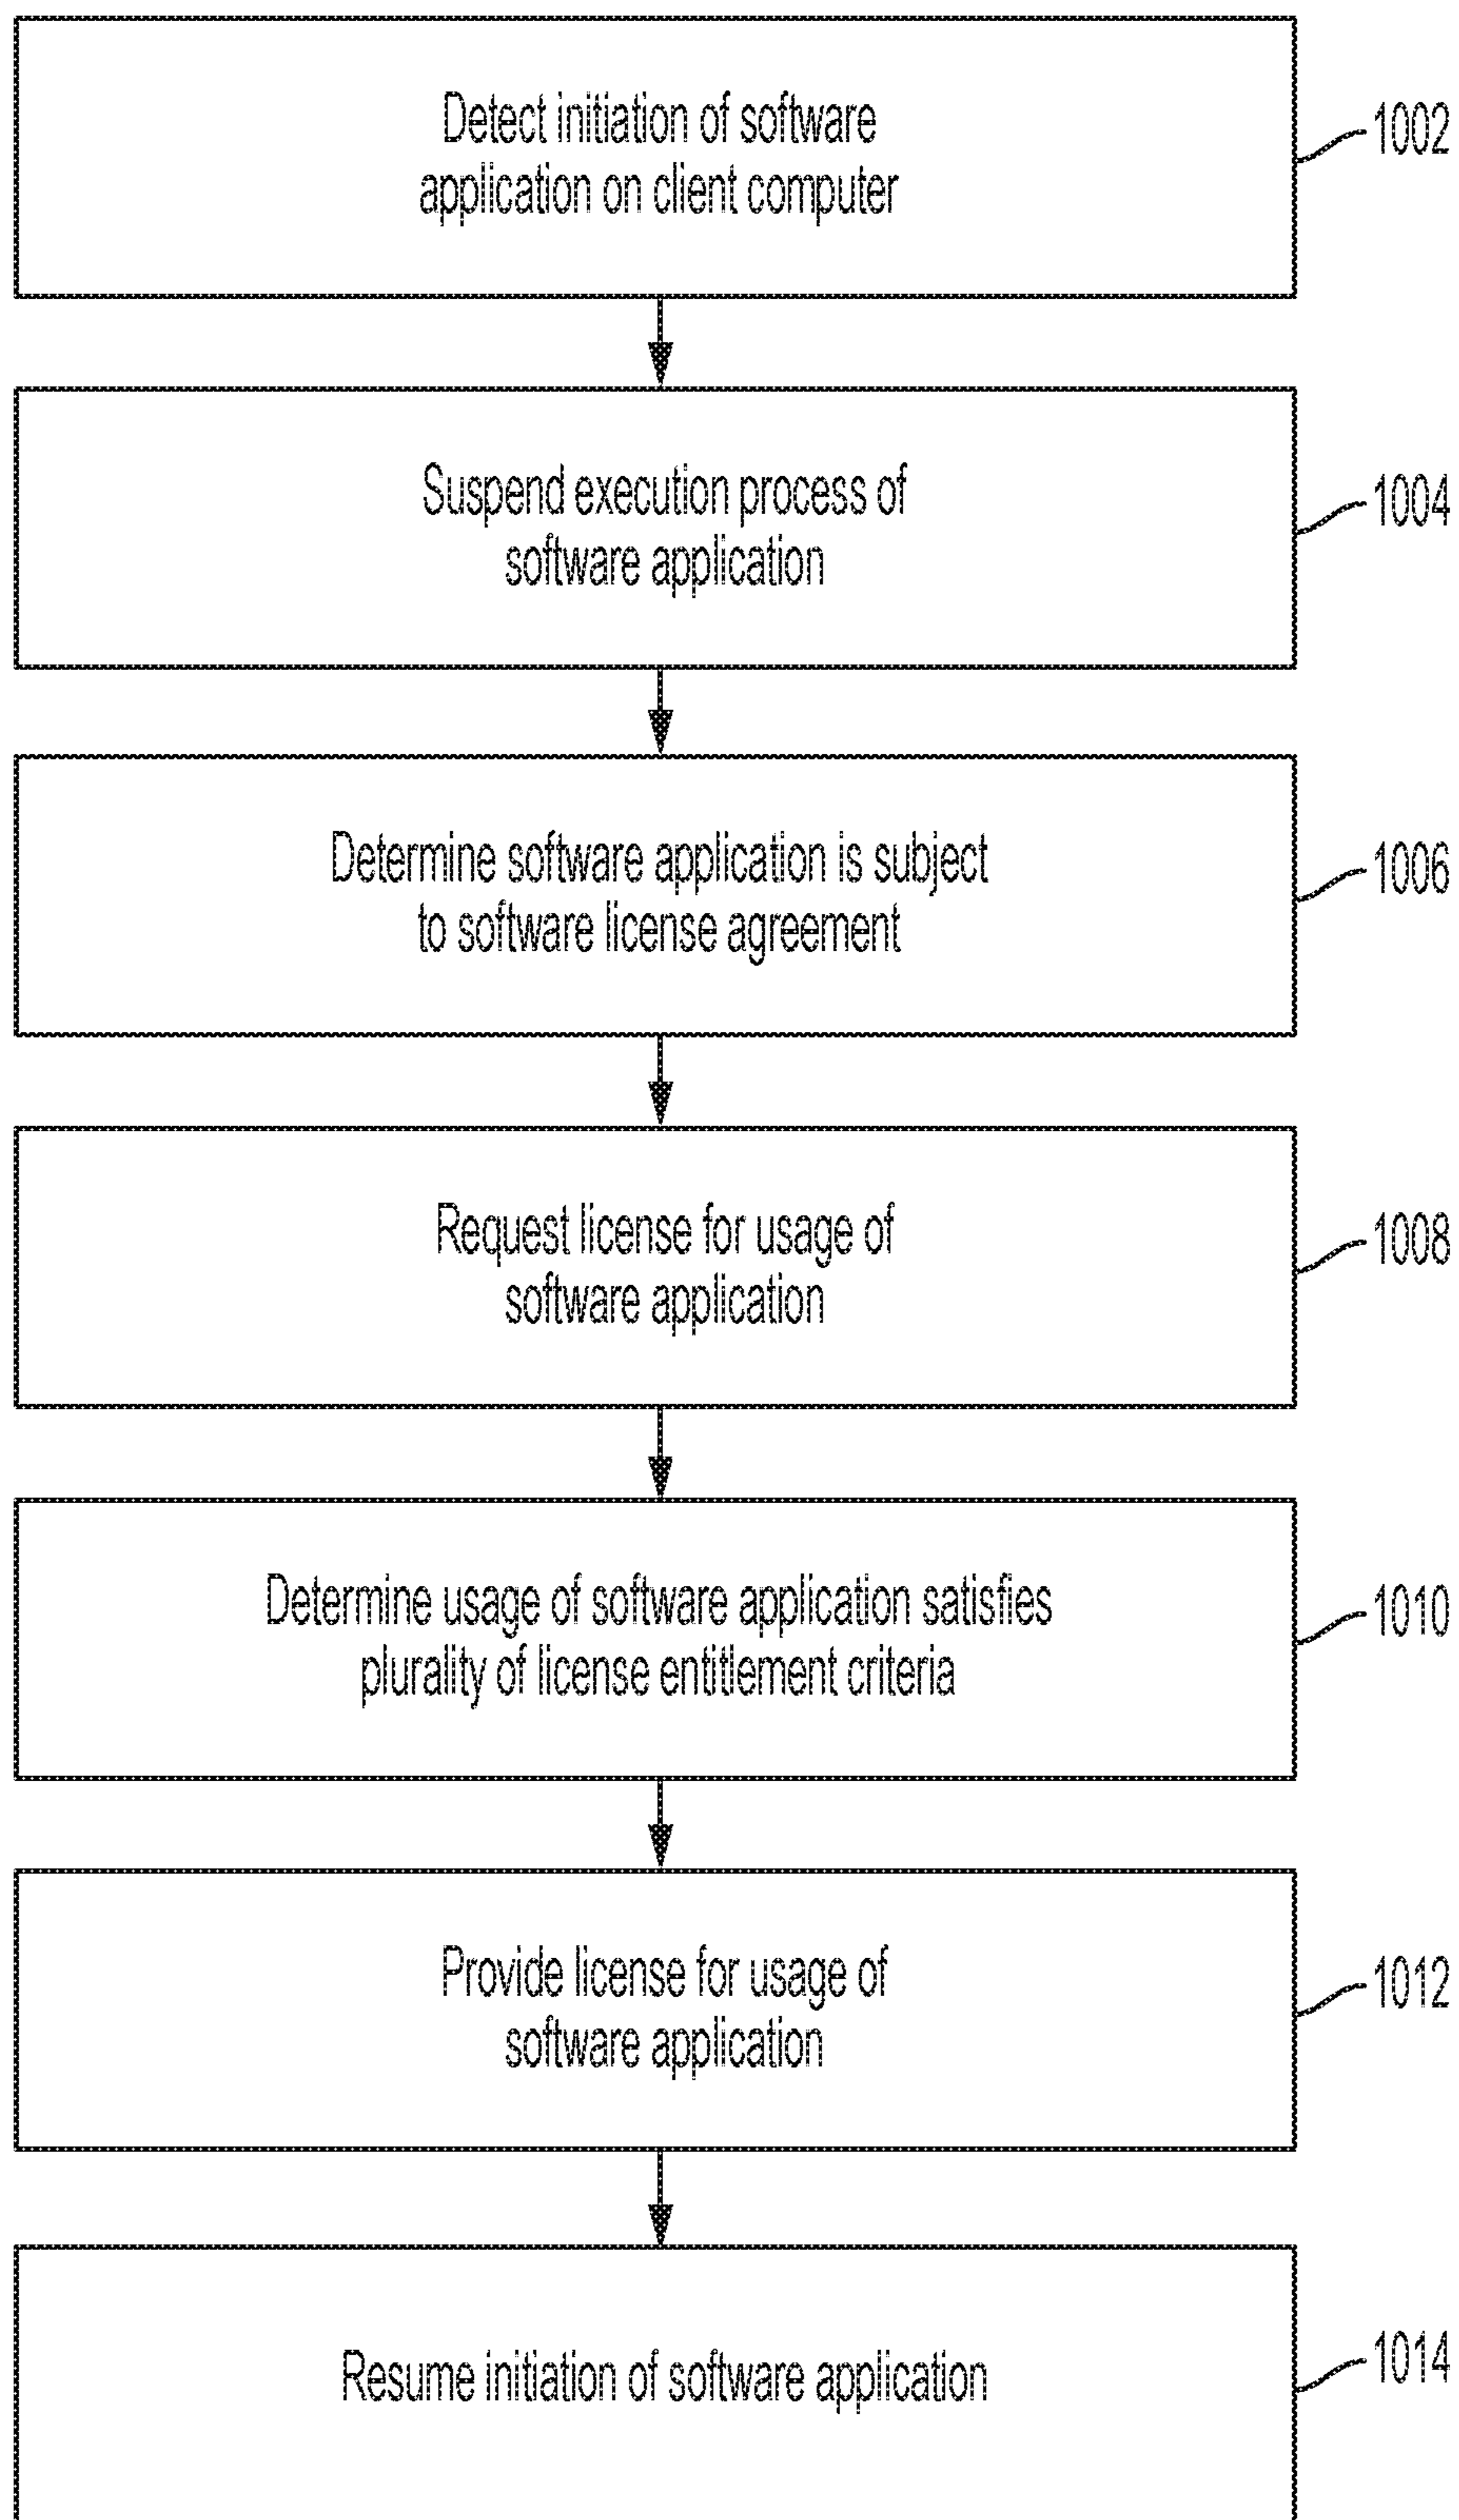 Detect initiation of software
application on client computer
1002
Suspend execution process of
software application
1004
Determine software application is subject
to software license agreement
1006
Request license for usage of
software application
1008
Determine usage of software application satisfies
plurality of license entitlement criteria
1010
Provide license for usage of
software application
1012
Resume initiation of software application
1014